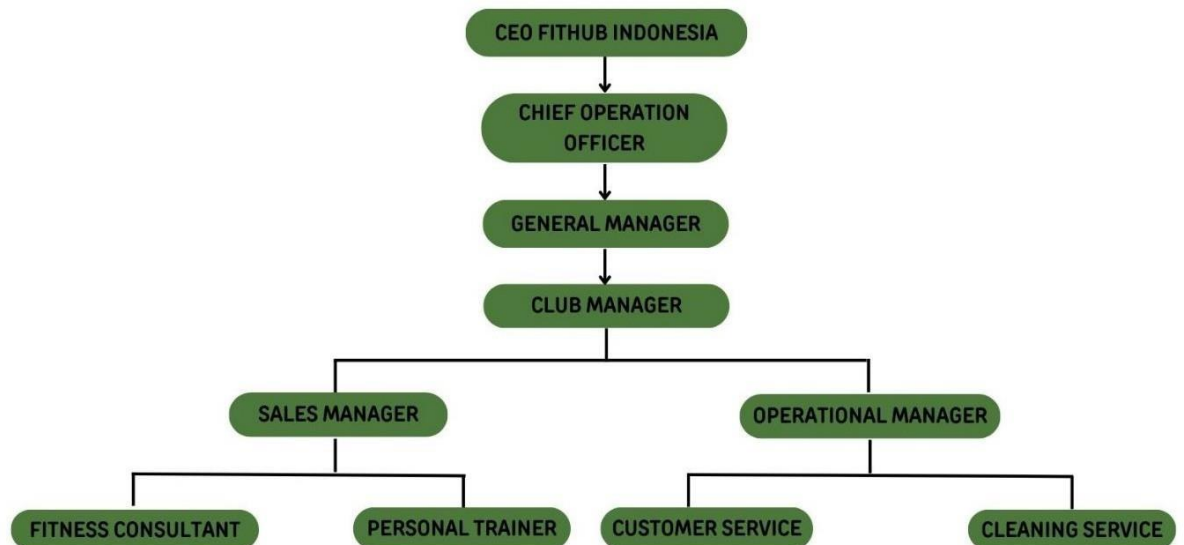 CEO FITHUB INDONESIA
CHIEF OPERATION
OFFICER
GENERAL MANAGER
CLUB MANAGER
SALES MANAGER
OPERATIONAL MANAGER
FITNESS CONSULTANT
PERSONAL TRAINER
CUSTOMER SERVICE
CLEANING SERVICE